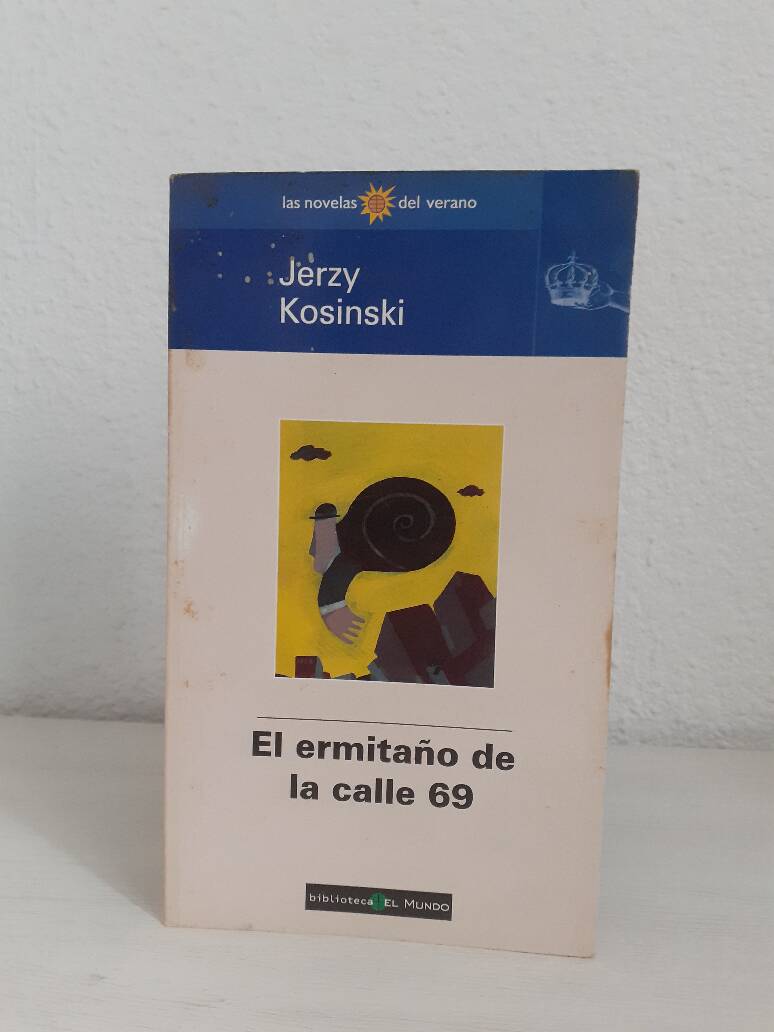 las novelas del verano
Jerzy
Kosinski
El ermitaño de
la calle 69
biblioteca EL MUNDO